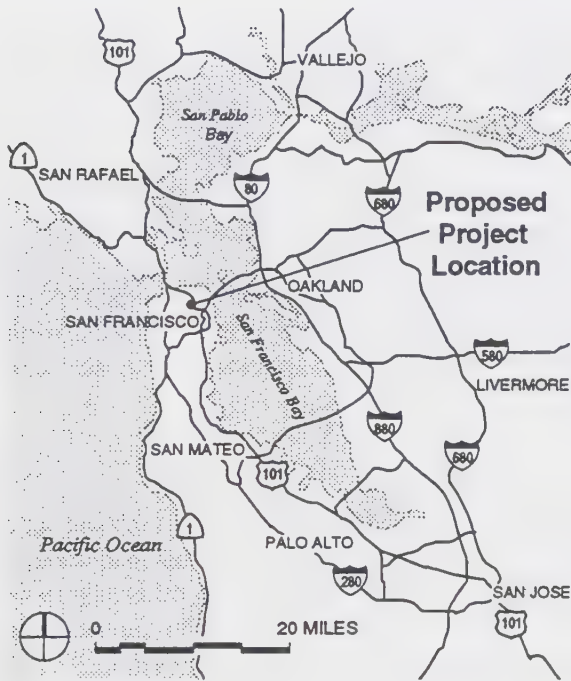 101
VALLEJO
San Pablo
Bay
1
SAN RAFAEL
80
680
Proposed
Project
Location
OAKLAND
SAN FRANCISCO
San Francisco Bay
580
LIVERMORE
880
680
SAN MATEO
101
1
Pacific Ocean
PALO ALTO
280
SAN JOSE
101
0
20 MILES